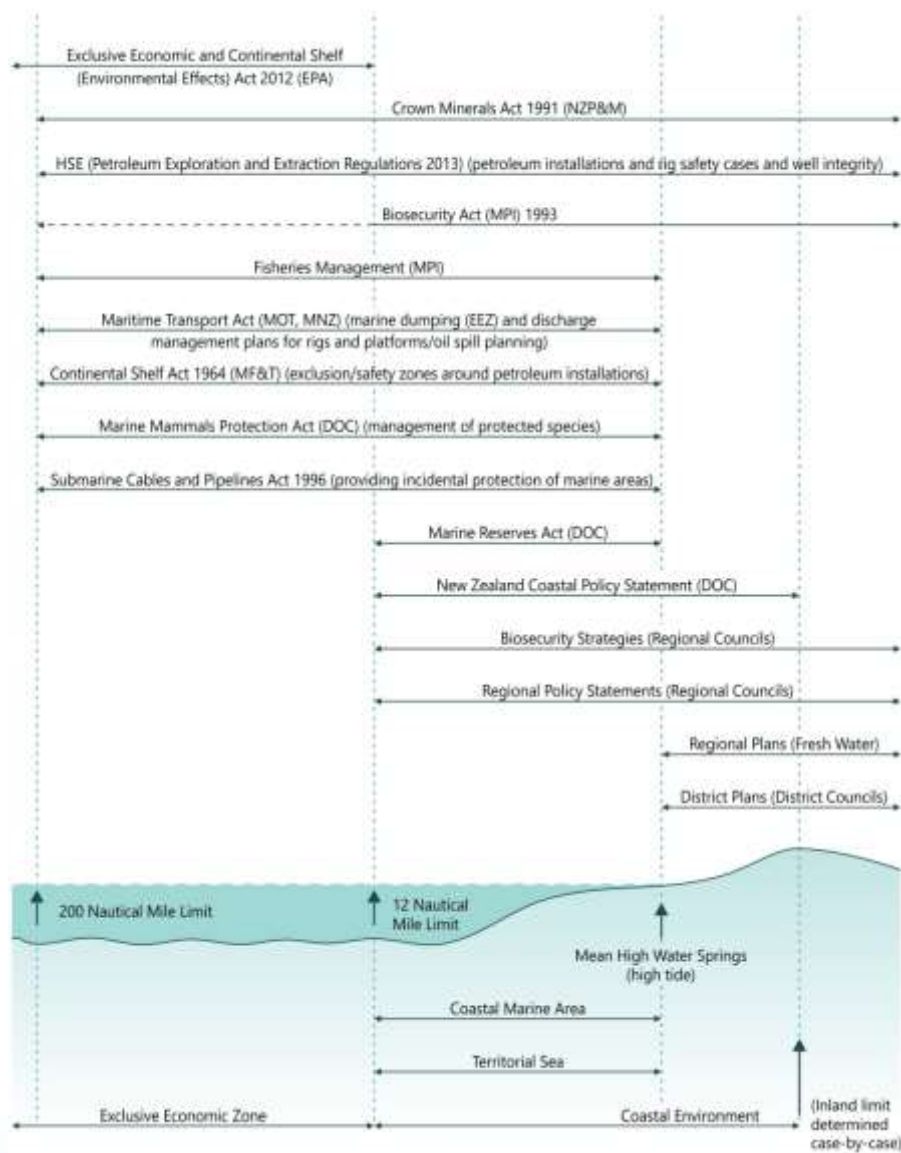 Exclusive Economic and Continental Shelf
(Environmental Effects) Act 2012 (EPA)
Crown Minerals Act 1991 (NZP&M)
HSE (Petroleum Exploration and Extraction Regulations 2013) (petroleum installations and rig safety cases and well integrity)
Biosecurity Act (MPI) 1993
Fisheries Management (MPI)
Maritime Transport Act (MOT, MNZ) (marine dumping (EEZ) and discharge
management plans for rigs and platforms/oil spill planning)
Continental Shelf Act 1964 (MF&T) (exclusion/safety zones around petroleum installations)
Marine Mammals Protection Act (DOC) (management of protected species)
Submarine Cables and Pipelines Act 1996 (providing incidental protection of marine areas)
Marine Reserves Act (DOC)
New Zealand Coastal Policy Statement (DOC)
Biosecurity Strategies (Regional Councils)
Regional Policy Statements (Regional Councils)
Regional Plans (Fresh Water)
District Plans (District Councils)
200 Nautical Mile Limit
12 Nautical
Mile Limit
Mean High Water Springs
(high tide)
Coastal Marine Area
Territorial Sea
Exclusive Economic Zone
Coastal Environment
(Inland limit
determined
case-by-case)